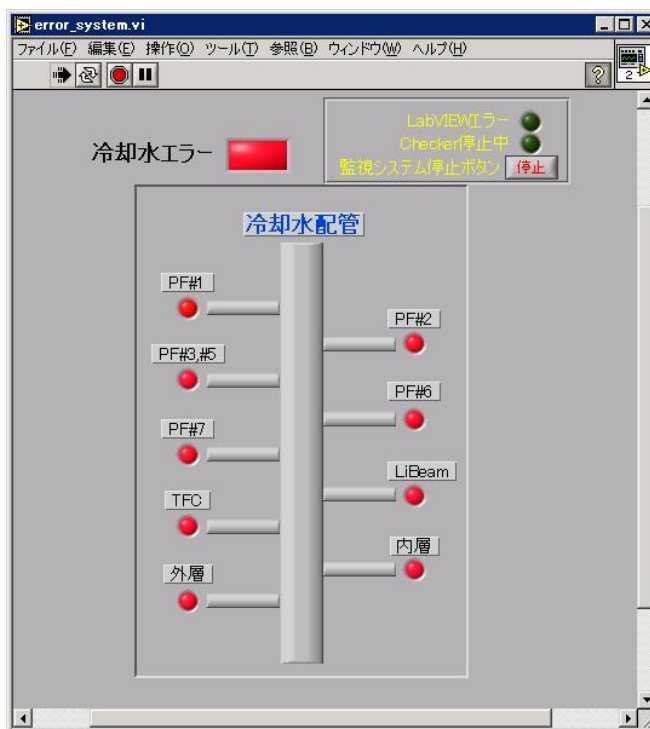 error_system.vi
ファイル(F) 編集(E) 操作(O) ツール(T) 参照(B) ウィンドウ(W) ヘルプ(H)
? 2
LabVIEWエラー
Checker停止中
監視システム停止ボタン 停止
冷却水エラー
冷却水配管
PF#1
PF#2
PF#3,#5
PF#6
PF#7
LiBeam
TFC
内層
外層